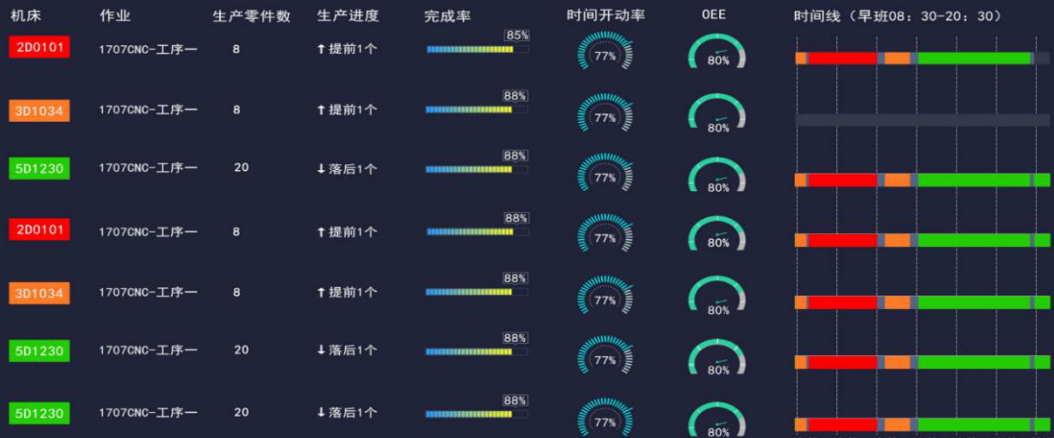 机床 作业 生产零件数 生产进度 完成率 时间开动率 OEE 时间线（早班08：30-20：30）
2D0101 1707CNC-工序一 8 ↑提前1个 85% 77% 80%
3D1034 1707CNC-工序一 8 ↑提前1个 88% 77% 80%
5D1230 1707CNC-工序一 20 ↓落后1个 88% 77% 80%
2D0101 1707CNC-工序一 8 ↑提前1个 88% 77% 80%
3D1034 1707CNC-工序一 8 ↑提前1个 88% 77% 80%
5D1230 1707CNC-工序一 20 ↓落后1个 88% 77% 80%
5D1230 1707CNC-工序一 20 ↓落后1个 88% 77% 80%